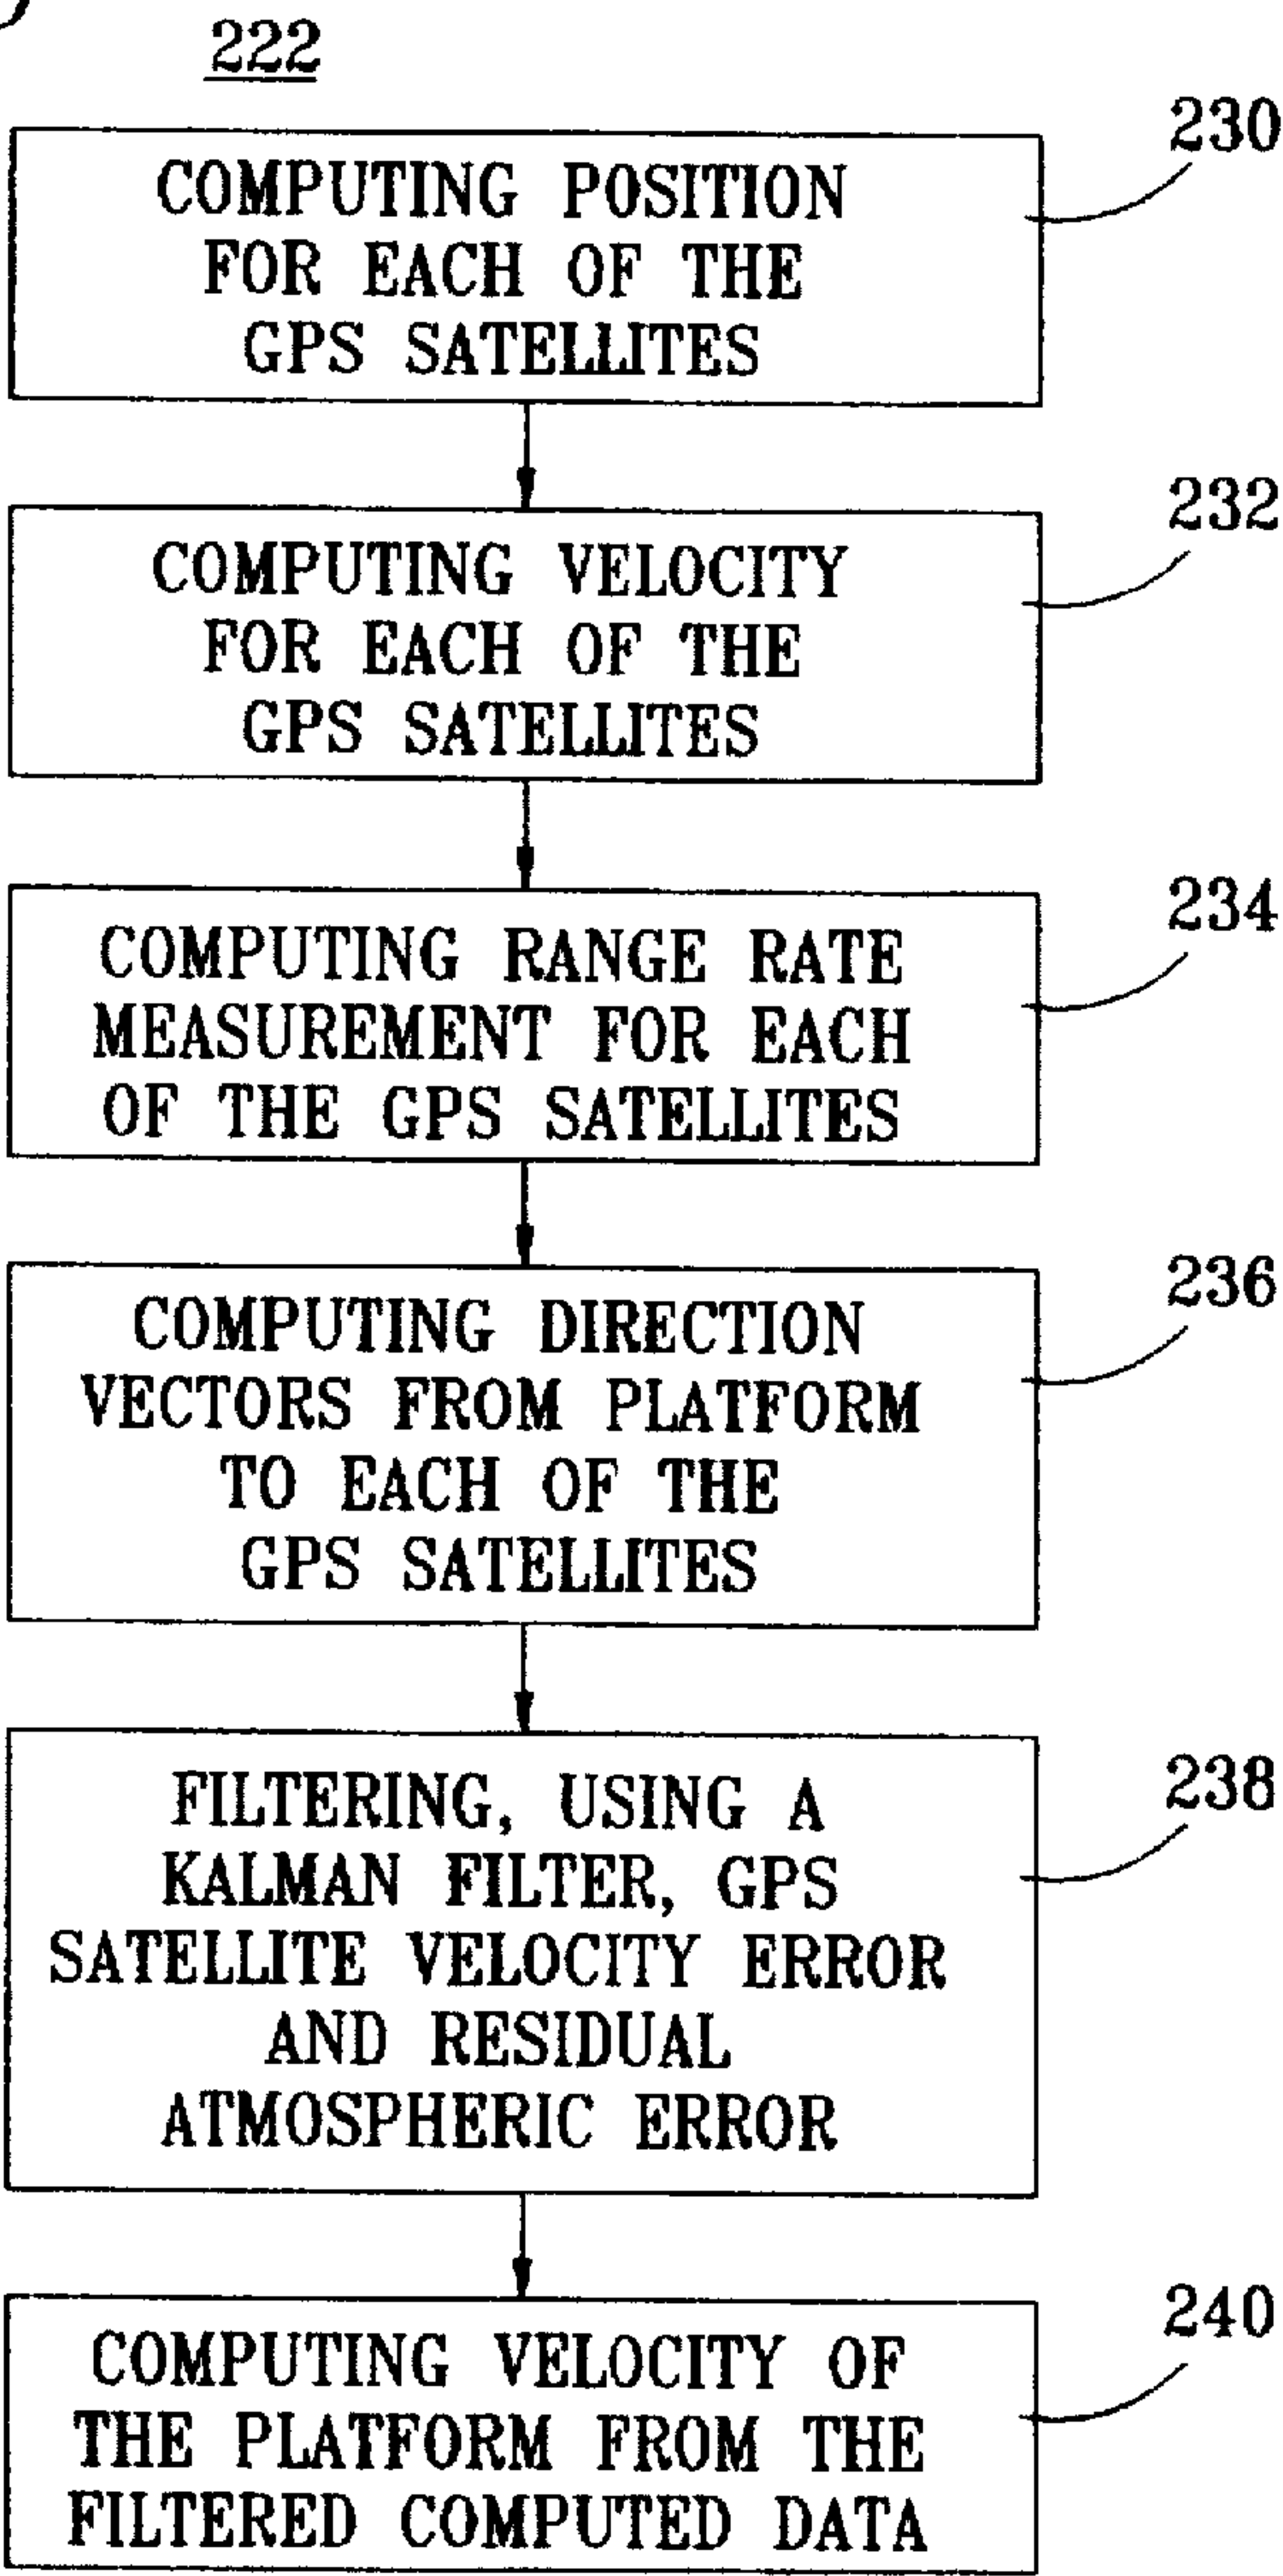 222
230
COMPUTING POSITION
FOR EACH OF THE
GPS SATELLITES
232
COMPUTING VELOCITY
FOR EACH OF THE
GPS SATELLITES
234
COMPUTING RANGE RATE
MEASUREMENT FOR EACH
OF THE GPS SATELLITES
236
COMPUTING DIRECTION
VECTORS FROM PLATFORM
TO EACH OF THE
GPS SATELLITES
238
FILTERING, USING A
KALMAN FILTER, GPS
SATELLITE VELOCITY ERROR
AND RESIDUAL
ATMOSPHERIC ERROR
240
COMPUTING VELOCITY OF
THE PLATFORM FROM THE
FILTERED COMPUTED DATA